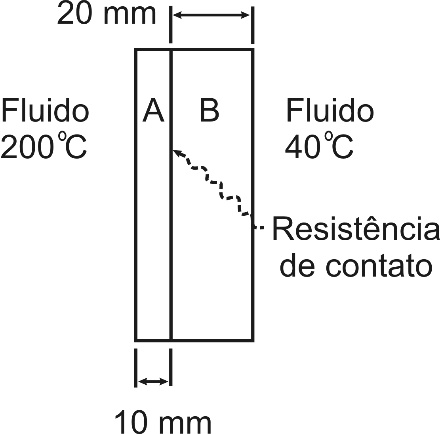 20 mm
Fluido
200°C
A
B
Fluido
40°C
Resistência
de contato
10 mm